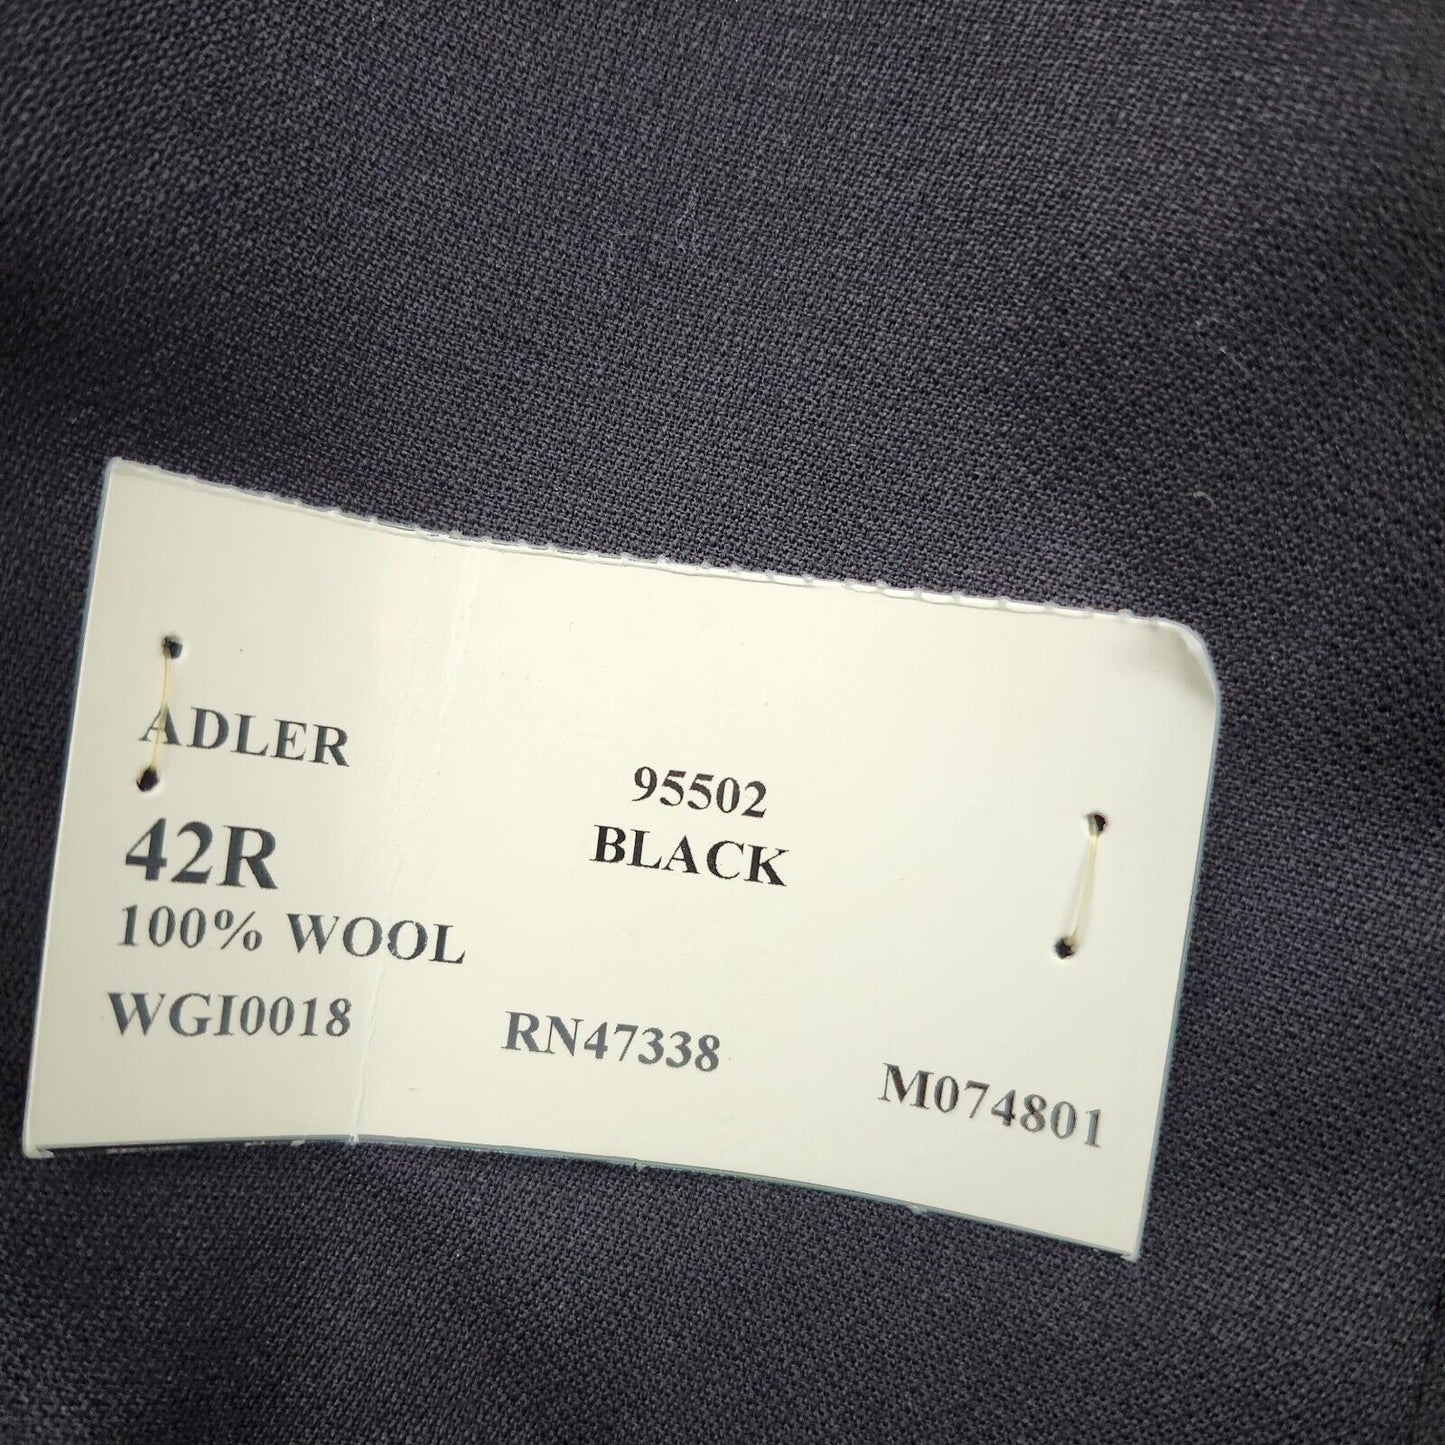 ADLER
95502
42R
BLACK
100% WOOL
WGI0018
RN47338
M074801